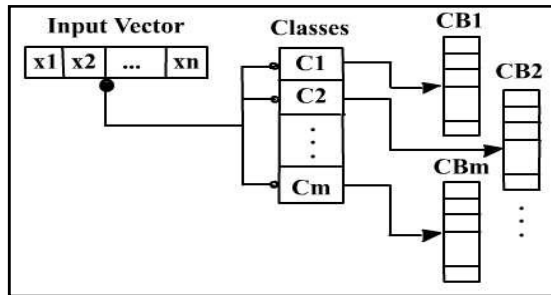 Input Vector
x1 x2 ... xn
Classes
C1
C2
Cm
CB1
CB2
CBm